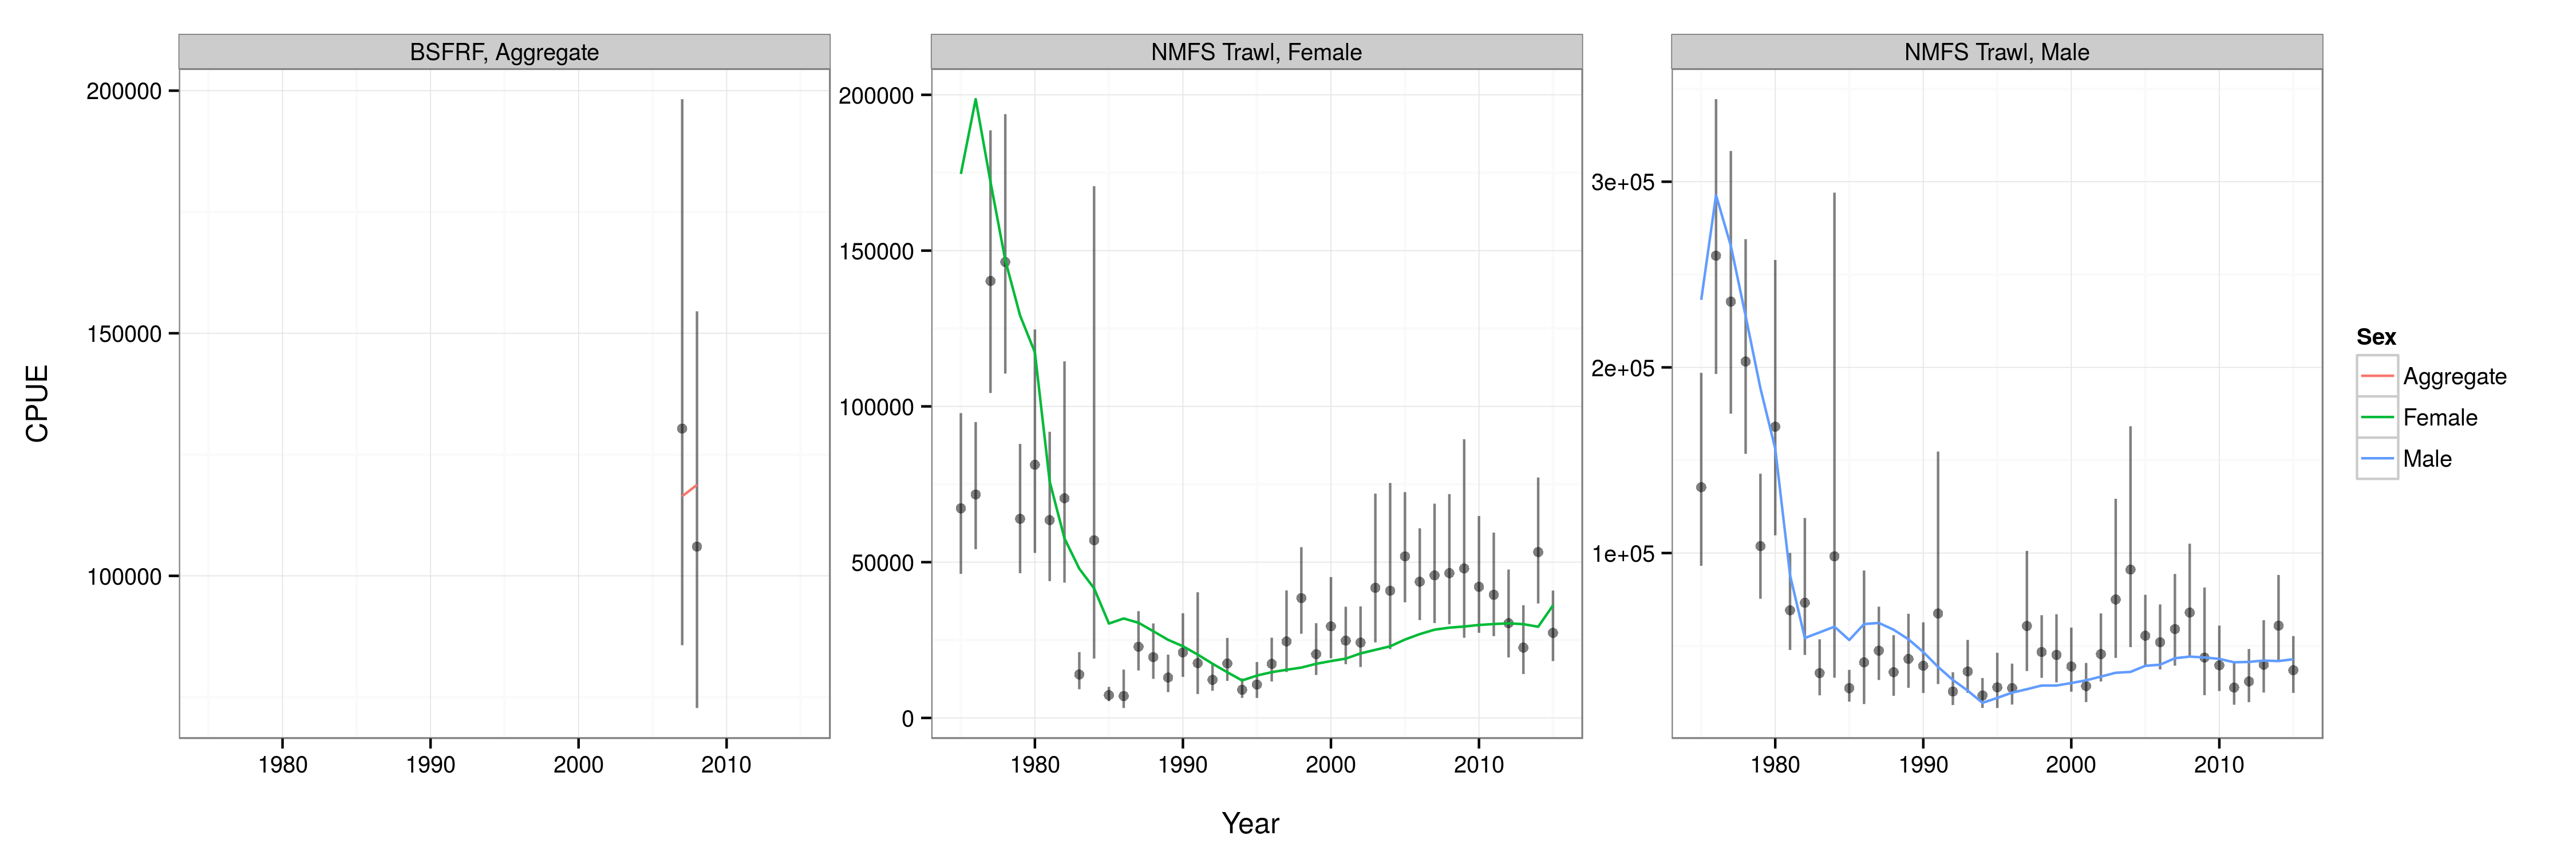 BSFRF, Aggregate
NMFS Trawl, Female
NMFS Trawl, Male
CPUE
200000
150000
100000
200000
150000
100000
50000
0
3e+05
2e+05
1e+05
1980 1990 2000 2010
1980 1990 2000 2010
1980 1990 2000 2010
Year
Sex
Aggregate
Female
Male